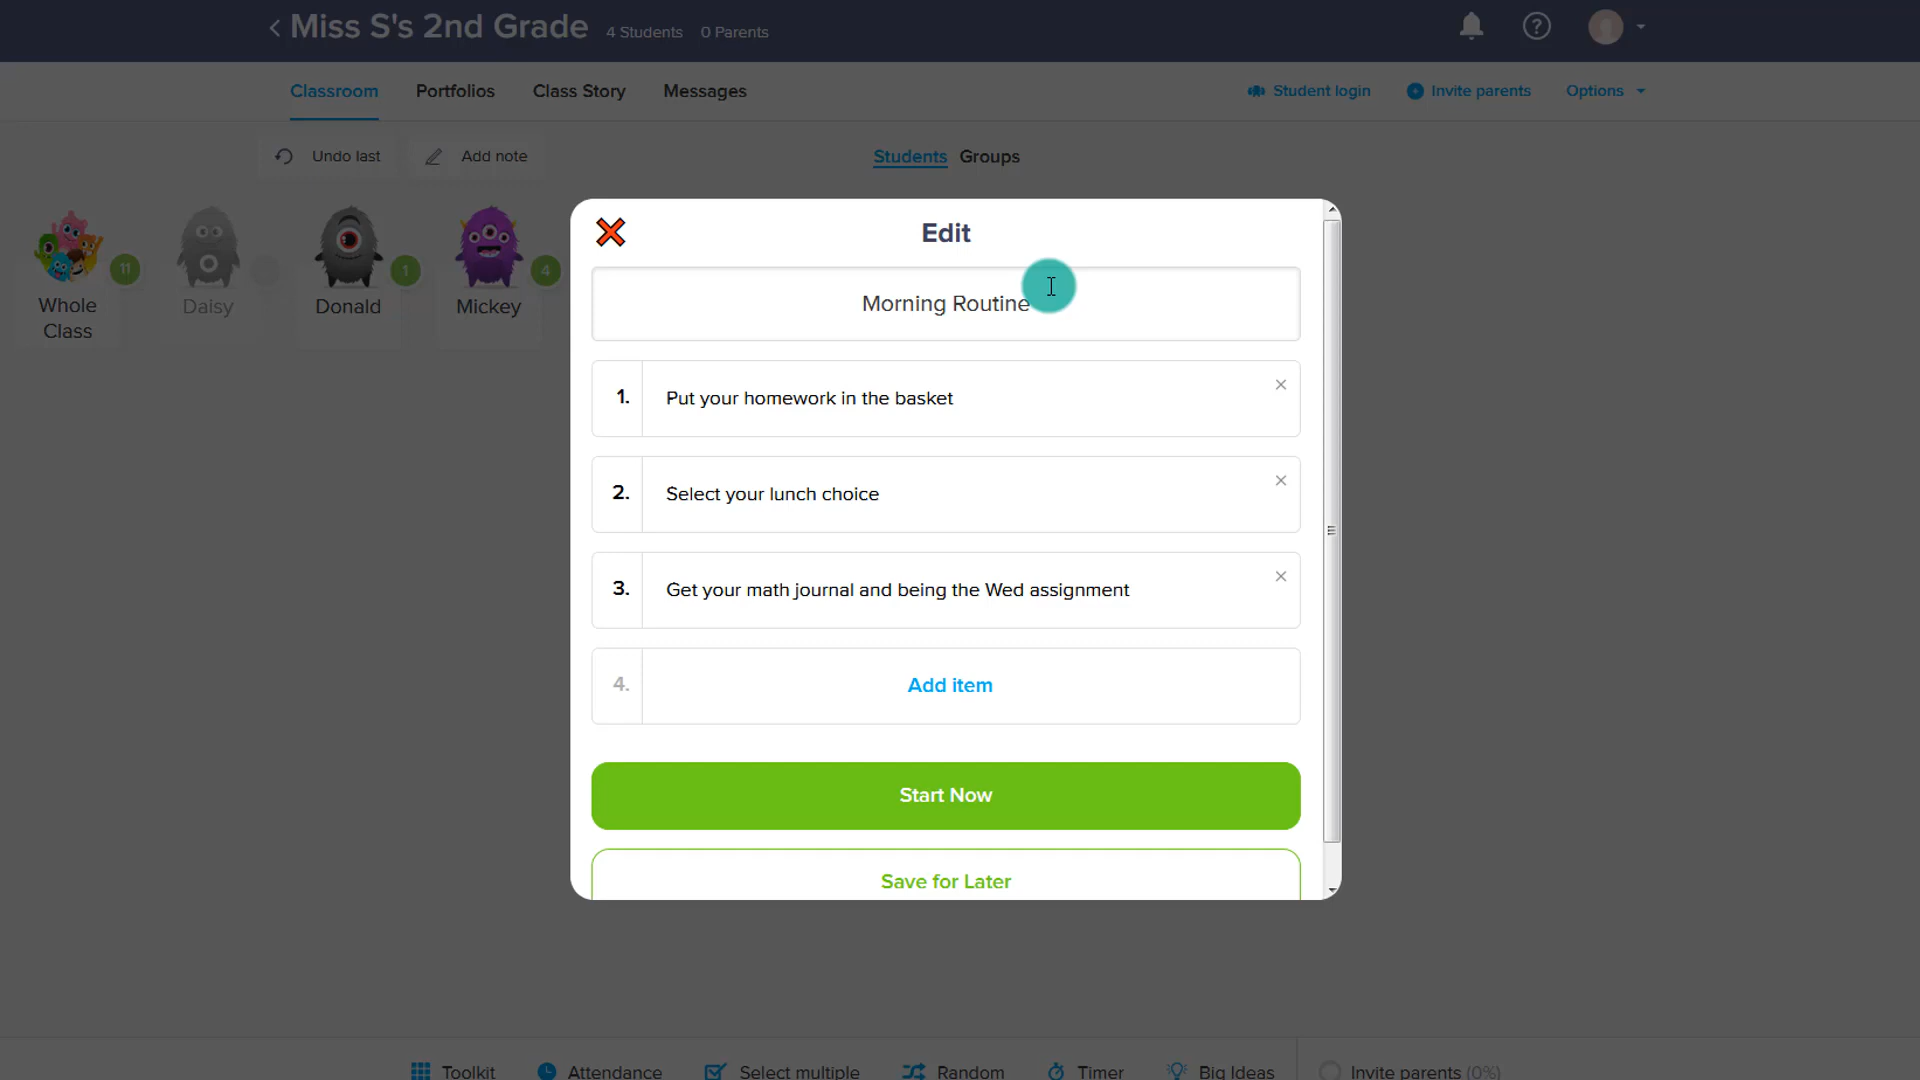 Miss S's 2nd Grade 4 Students 0 Parents
?
Classroom Portfolios Class Story Messages Student login Invite parents Options
Undo last Add note Students Groups
Edit
Morning Routine
1. Put your homework in the basket
2. Select your lunch choice
3. Get your math journal and being the Wed assignment
4. Add item
Start Now
Save for Later
11
1
4
Whole
Class
Daisy
Donald
Mickey
Toolkit Attendance Select multiple Random Timer Big Ideas Invite parents (0%)